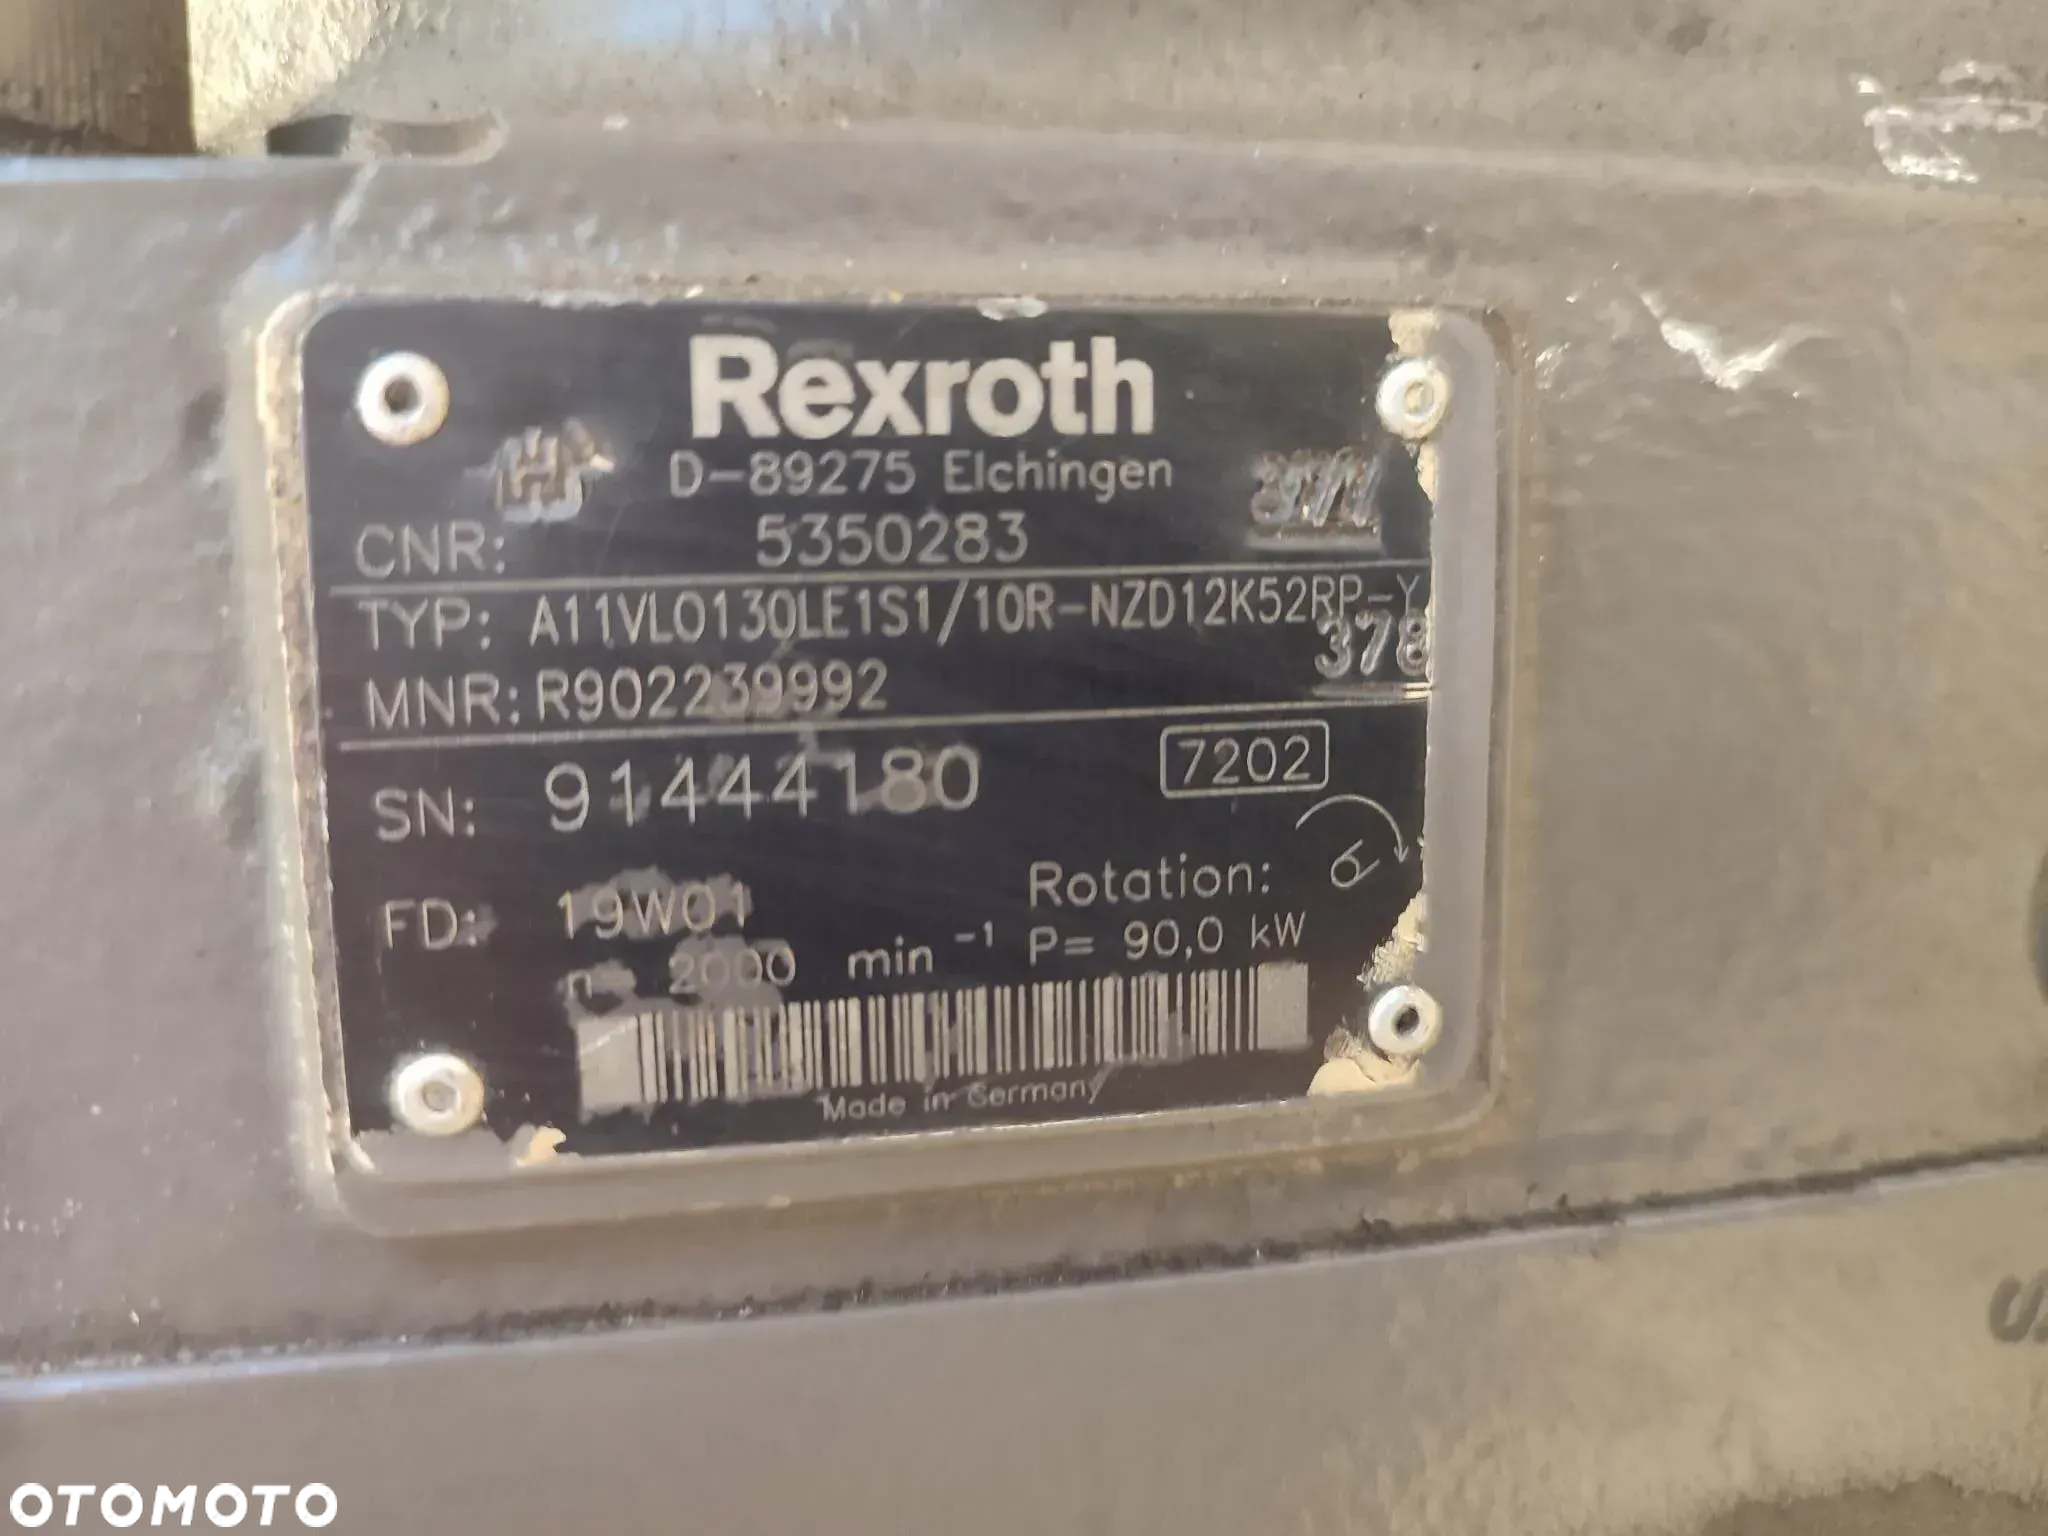 Rexroth
D-89275 Elchingen
CNR: 5350283
TYP: A11VLO130LE1S1/10R-NZD12K52RP-Y
378
MNR: R902239992
SN: 91444180
7202
FD: 19W01
Rotation:
n= 2000 min⁻¹ P= 90,0 kW
Made in Germany
OTOMOTO